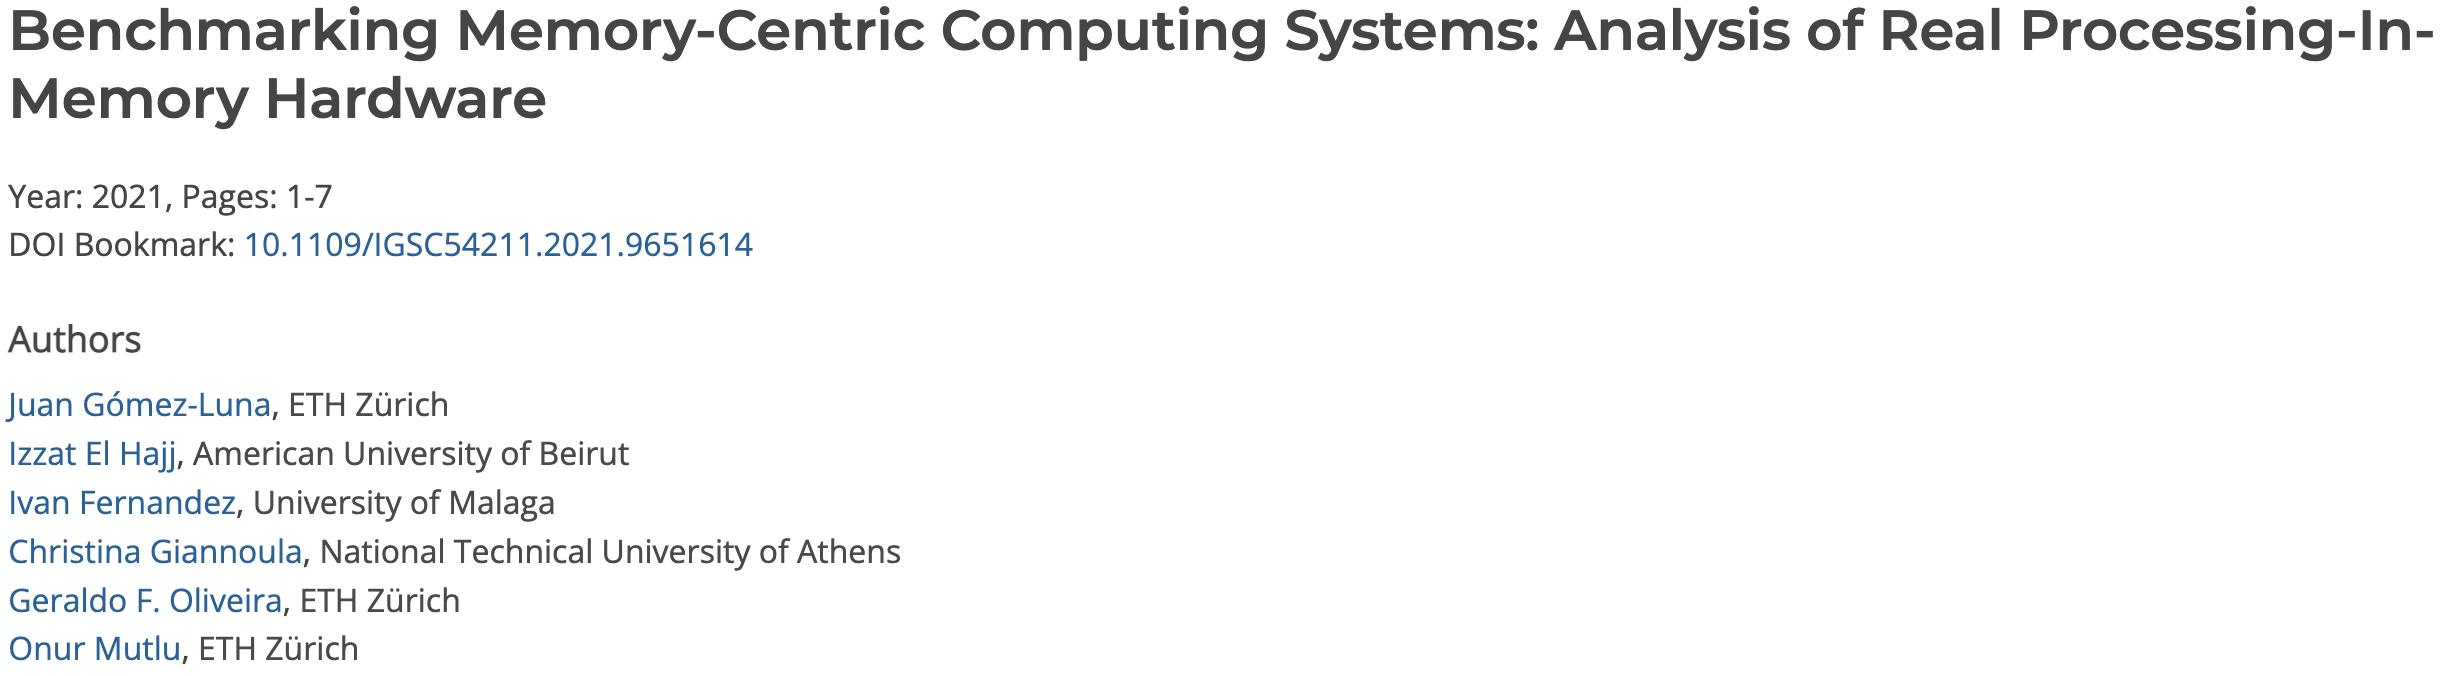 Benchmarking Memory-Centric Computing Systems: Analysis of Real Processing-In-
Memory Hardware
Year: 2021, Pages: 1-7
DOI Bookmark: 10.1109/IGSC54211.2021.9651614
Authors
Juan Gómez-Luna, ETH Zürich
Izzat El Hajj, American University of Beirut
Ivan Fernandez, University of Malaga
Christina Giannoula, National Technical University of Athens
Geraldo F. Oliveira, ETH Zürich
Onur Mutlu, ETH Zürich